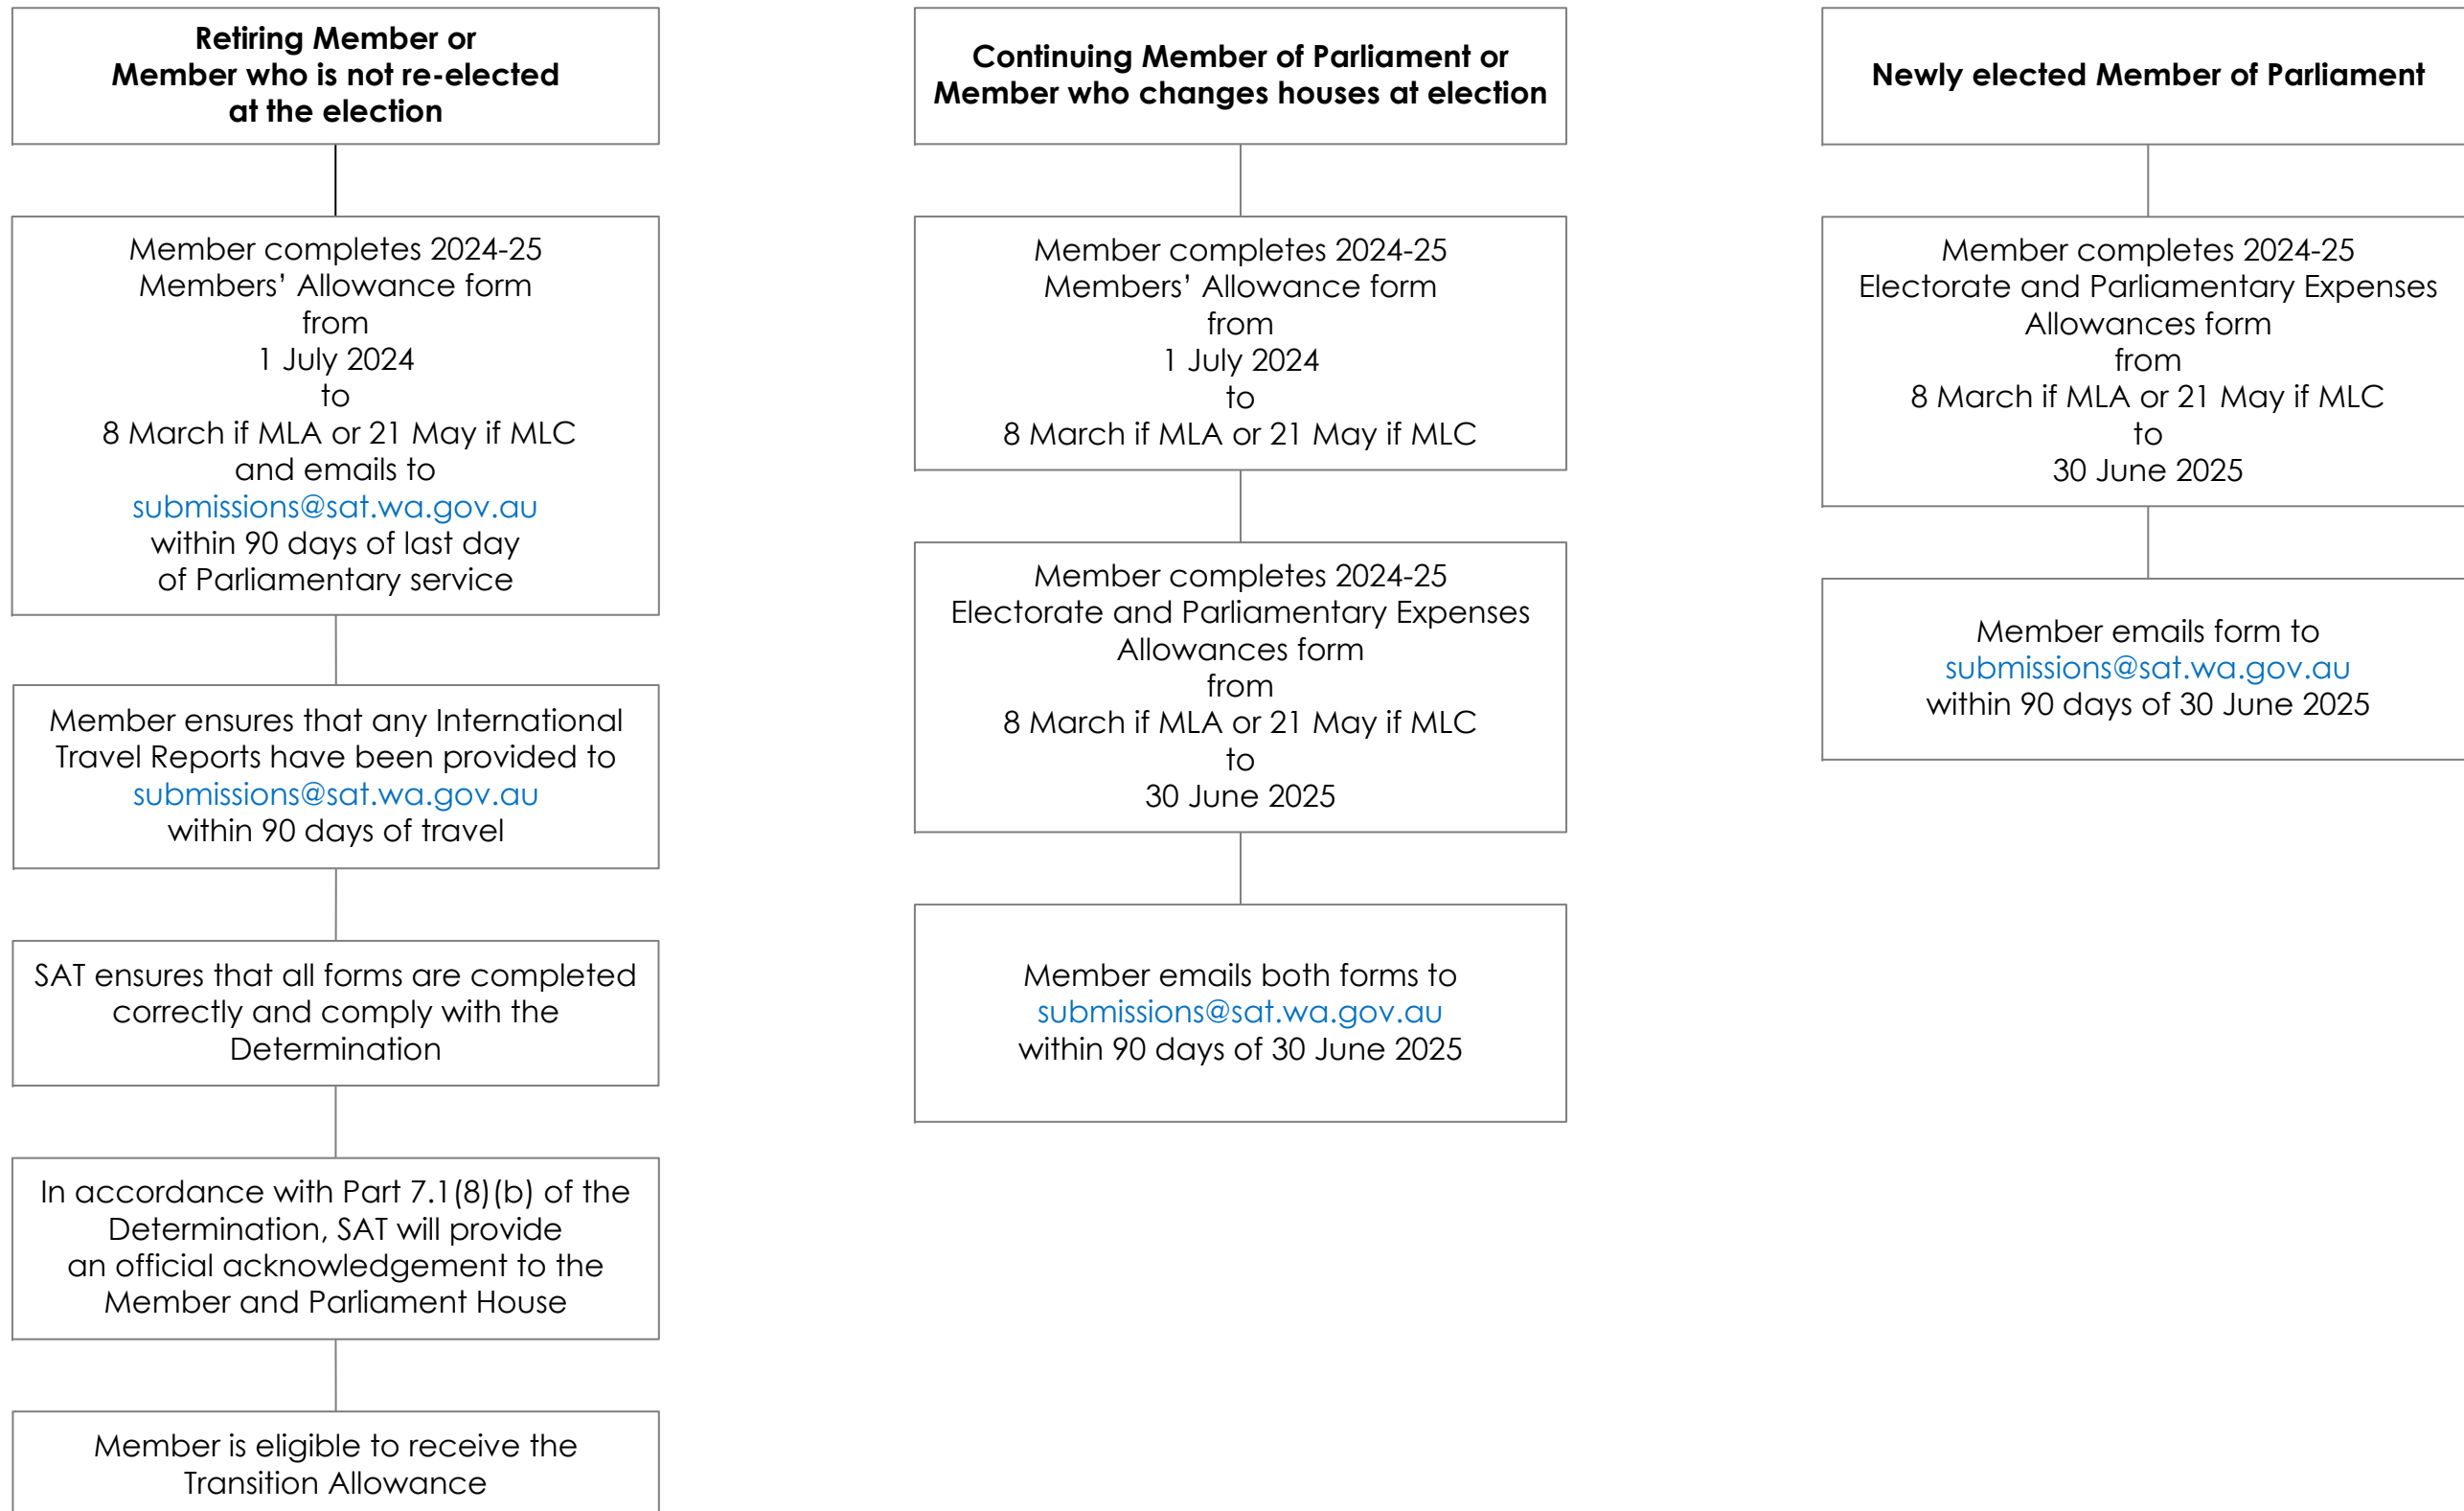 Retiring Member or
Member who is not re-elected
at the election
Member completes 2024-25
Members’ Allowance form
from
1 July 2024
to
8 March if MLA or 21 May if MLC
and emails to
submissions@sat.wa.gov.au
within 90 days of last day
of Parliamentary service
Member ensures that any International
Travel Reports have been provided to
submissions@sat.wa.gov.au
within 90 days of travel
SAT ensures that all forms are completed
correctly and comply with the
Determination
In accordance with Part 7.1(8)(b) of the
Determination, SAT will provide
an official acknowledgement to the
Member and Parliament House
Member is eligible to receive the
Transition Allowance
Continuing Member of Parliament or
Member who changes houses at election
Member completes 2024-25
Members’ Allowance form
from
1 July 2024
to
8 March if MLA or 21 May if MLC
Member completes 2024-25
Electorate and Parliamentary Expenses
Allowances form
from
8 March if MLA or 21 May if MLC
to
30 June 2025
Member emails both forms to
submissions@sat.wa.gov.au
within 90 days of 30 June 2025
Newly elected Member of Parliament
Member completes 2024-25
Electorate and Parliamentary Expenses
Allowances form
from
8 March if MLA or 21 May if MLC
to
30 June 2025
Member emails form to
submissions@sat.wa.gov.au
within 90 days of 30 June 2025